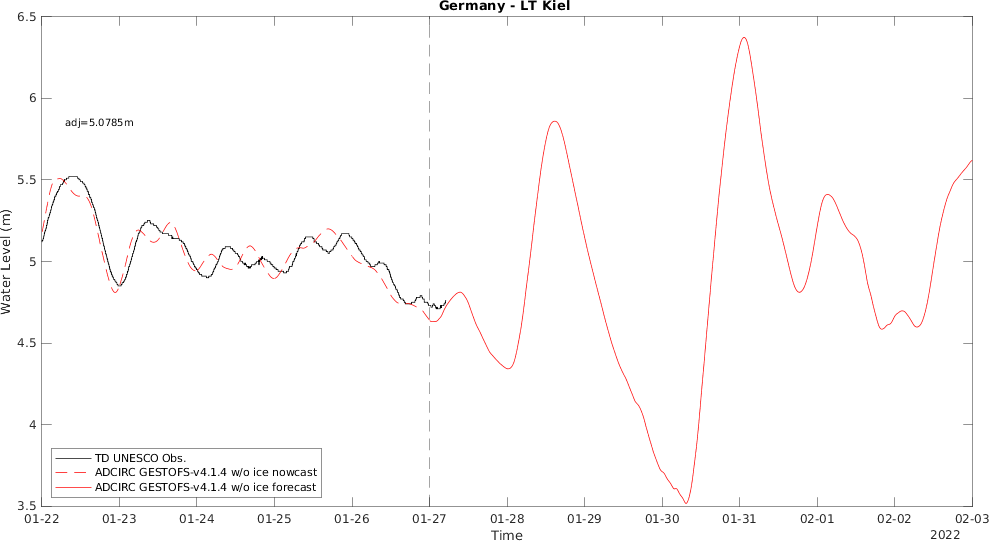 Germany - LT Kiel
6.5
6
adj=5.0785m
5.5
5
4.5
4
3.5
Water Level (m)
TD UNESCO Obs.
ADCIRC GESTOFS-v4.1.4 w/o ice nowcast
ADCIRC GESTOFS-v4.1.4 w/o ice forecast
01-22 01-23 01-24 01-25 01-26 01-27 01-28 01-29 01-30 01-31 02-01 02-02 02-03
Time
2022